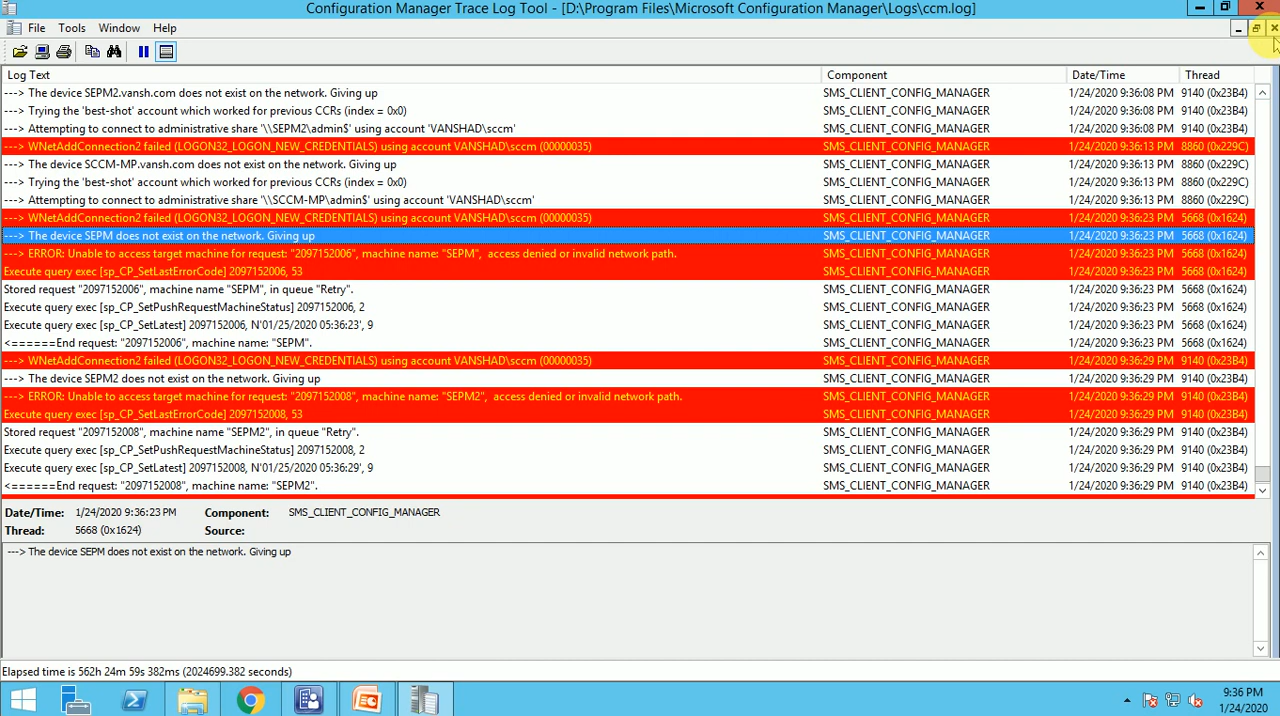 Configuration Manager Trace Log Tool - [D:\Program Files\Microsoft Configuration Manager\Logs\ccm.log]
File Tools Window Help
Log Text Component Date/Time Thread
---> The device SEPM2.vansh.com does not exist on the network. Giving up SMS_CLIENT_CONFIG_MANAGER 1/24/2020 9:36:08 PM 9140 (0x23B4)
---> Trying the 'best-shot' account which worked for previous CCRs (index = 0x0) SMS_CLIENT_CONFIG_MANAGER 1/24/2020 9:36:08 PM 9140 (0x23B4)
---> Attempting to connect to administrative share '\\SEPM2\admin$' using account 'VANSHAD\sccm' SMS_CLIENT_CONFIG_MANAGER 1/24/2020 9:36:08 PM 9140 (0x23B4)
---> WNetAddConnection2 failed (LOGON32_LOGON_NEW_CREDENTIALS) using account VANSHAD\sccm (00000035) SMS_CLIENT_CONFIG_MANAGER 1/24/2020 9:36:13 PM 8860 (0x229C)
---> The device SCCM-MP.vansh.com does not exist on the network. Giving up SMS_CLIENT_CONFIG_MANAGER 1/24/2020 9:36:13 PM 8860 (0x229C)
---> Trying the 'best-shot' account which worked for previous CCRs (index = 0x0) SMS_CLIENT_CONFIG_MANAGER 1/24/2020 9:36:13 PM 8860 (0x229C)
---> Attempting to connect to administrative share '\\SCCM-MP\admin$' using account 'VANSHAD\sccm' SMS_CLIENT_CONFIG_MANAGER 1/24/2020 9:36:13 PM 8860 (0x229C)
---> WNetAddConnection2 failed (LOGON32_LOGON_NEW_CREDENTIALS) using account VANSHAD\sccm (00000035) SMS_CLIENT_CONFIG_MANAGER 1/24/2020 9:36:23 PM 5668 (0x1624)
---> The device SEPM does not exist on the network. Giving up SMS_CLIENT_CONFIG_MANAGER 1/24/2020 9:36:23 PM 5668 (0x1624)
---> ERROR: Unable to access target machine for request: "2097152006", machine name: "SEPM", access denied or invalid network path. SMS_CLIENT_CONFIG_MANAGER 1/24/2020 9:36:23 PM 5668 (0x1624)
Execute query exec [sp_CP_SetLastErrorCode] 2097152006, 53 SMS_CLIENT_CONFIG_MANAGER 1/24/2020 9:36:23 PM 5668 (0x1624)
Stored request "2097152006", machine name "SEPM", in queue "Retry". SMS_CLIENT_CONFIG_MANAGER 1/24/2020 9:36:23 PM 5668 (0x1624)
Execute query exec [sp_CP_SetPushRequestMachineStatus] 2097152006, 2 SMS_CLIENT_CONFIG_MANAGER 1/24/2020 9:36:23 PM 5668 (0x1624)
Execute query exec [sp_CP_SetLatest] 2097152006, N'01/25/2020 05:36:23', 9 SMS_CLIENT_CONFIG_MANAGER 1/24/2020 9:36:23 PM 5668 (0x1624)
<======End request: "2097152006", machine name: "SEPM". SMS_CLIENT_CONFIG_MANAGER 1/24/2020 9:36:23 PM 5668 (0x1624)
---> WNetAddConnection2 failed (LOGON32_LOGON_NEW_CREDENTIALS) using account VANSHAD\sccm (00000035) SMS_CLIENT_CONFIG_MANAGER 1/24/2020 9:36:29 PM 9140 (0x23B4)
---> The device SEPM2 does not exist on the network. Giving up SMS_CLIENT_CONFIG_MANAGER 1/24/2020 9:36:29 PM 9140 (0x23B4)
---> ERROR: Unable to access target machine for request: "2097152008", machine name: "SEPM2", access denied or invalid network path. SMS_CLIENT_CONFIG_MANAGER 1/24/2020 9:36:29 PM 9140 (0x23B4)
Execute query exec [sp_CP_SetLastErrorCode] 2097152008, 53 SMS_CLIENT_CONFIG_MANAGER 1/24/2020 9:36:29 PM 9140 (0x23B4)
Stored request "2097152008", machine name "SEPM2", in queue "Retry". SMS_CLIENT_CONFIG_MANAGER 1/24/2020 9:36:29 PM 9140 (0x23B4)
Execute query exec [sp_CP_SetPushRequestMachineStatus] 2097152008, 2 SMS_CLIENT_CONFIG_MANAGER 1/24/2020 9:36:29 PM 9140 (0x23B4)
Execute query exec [sp_CP_SetLatest] 2097152008, N'01/25/2020 05:36:29', 9 SMS_CLIENT_CONFIG_MANAGER 1/24/2020 9:36:29 PM 9140 (0x23B4)
<======End request: "2097152008", machine name: "SEPM2". SMS_CLIENT_CONFIG_MANAGER 1/24/2020 9:36:29 PM 9140 (0x23B4)
Date/Time: 1/24/2020 9:36:23 PM Component: SMS_CLIENT_CONFIG_MANAGER
Thread: 5668 (0x1624) Source:
---> The device SEPM does not exist on the network. Giving up
Elapsed time is 562h 24m 59s 382ms (2024699.382 seconds)
9:36 PM
1/24/2020